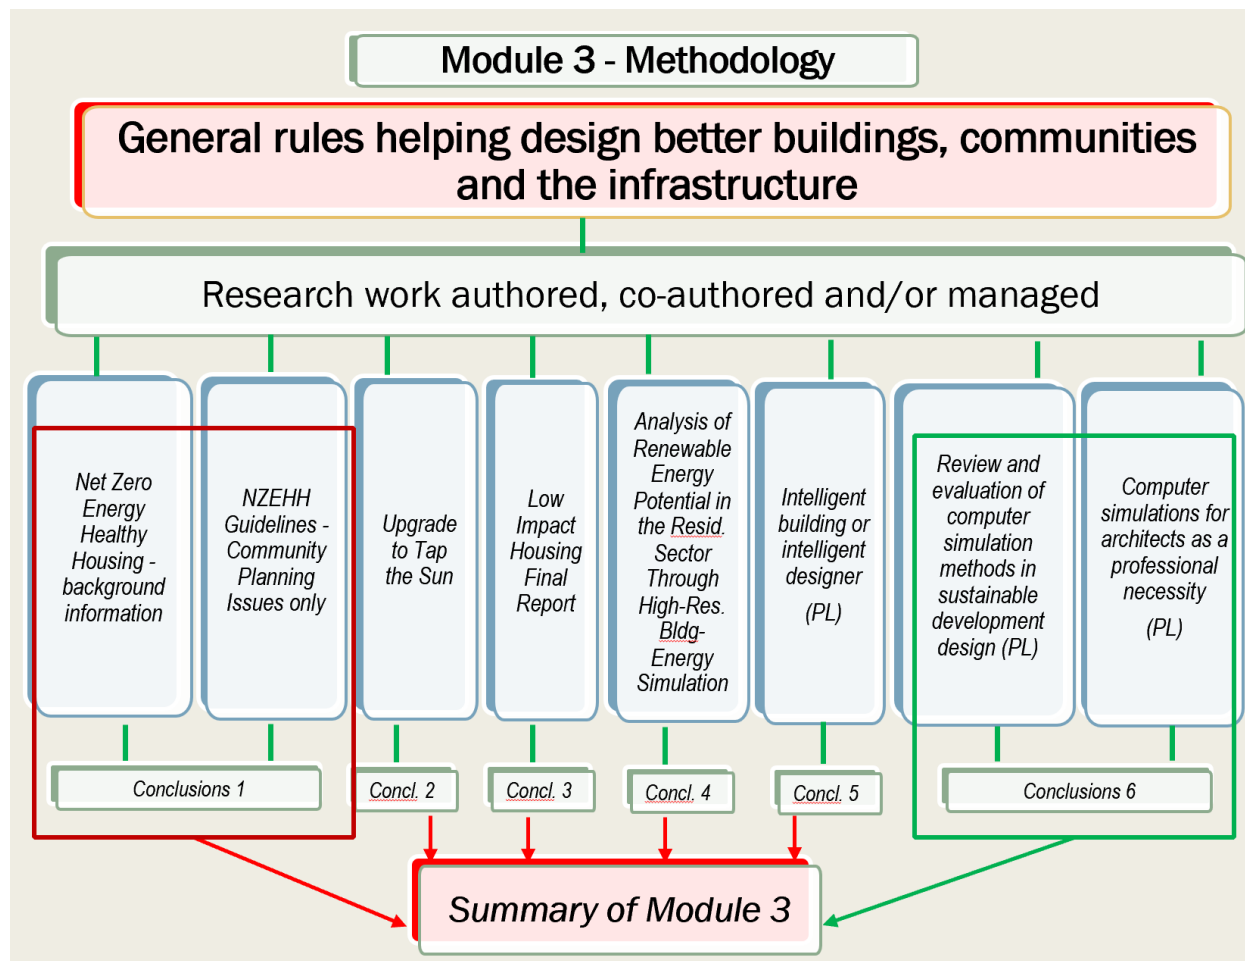 Module 3 - Methodology
General rules helping design better buildings, communities
and the infrastructure
Research work authored, co-authored and/or managed
Net Zero
Energy
Healthy
Housing -
background
information
NZEHH
Guidelines -
Community
Planning
Issues only
Upgrade
to Tap
the Sun
Low
Impact
Housing
Final
Report
Analysis of
Renewable
Energy
Potential in
the Resid.
Sector
Through
High-Res.
Bldg-
Energy
Simulation
Intelligent
building or
intelligent
designer
(PL)
Review and
evaluation of
computer
simulation
methods in
sustainable
development
design (PL)
Computer
simulations for
architects as a
professional
necessity
(PL)
Conclusions 1
Concl. 2
Concl. 3
Concl. 4
Concl. 5
Conclusions 6
Summary of Module 3